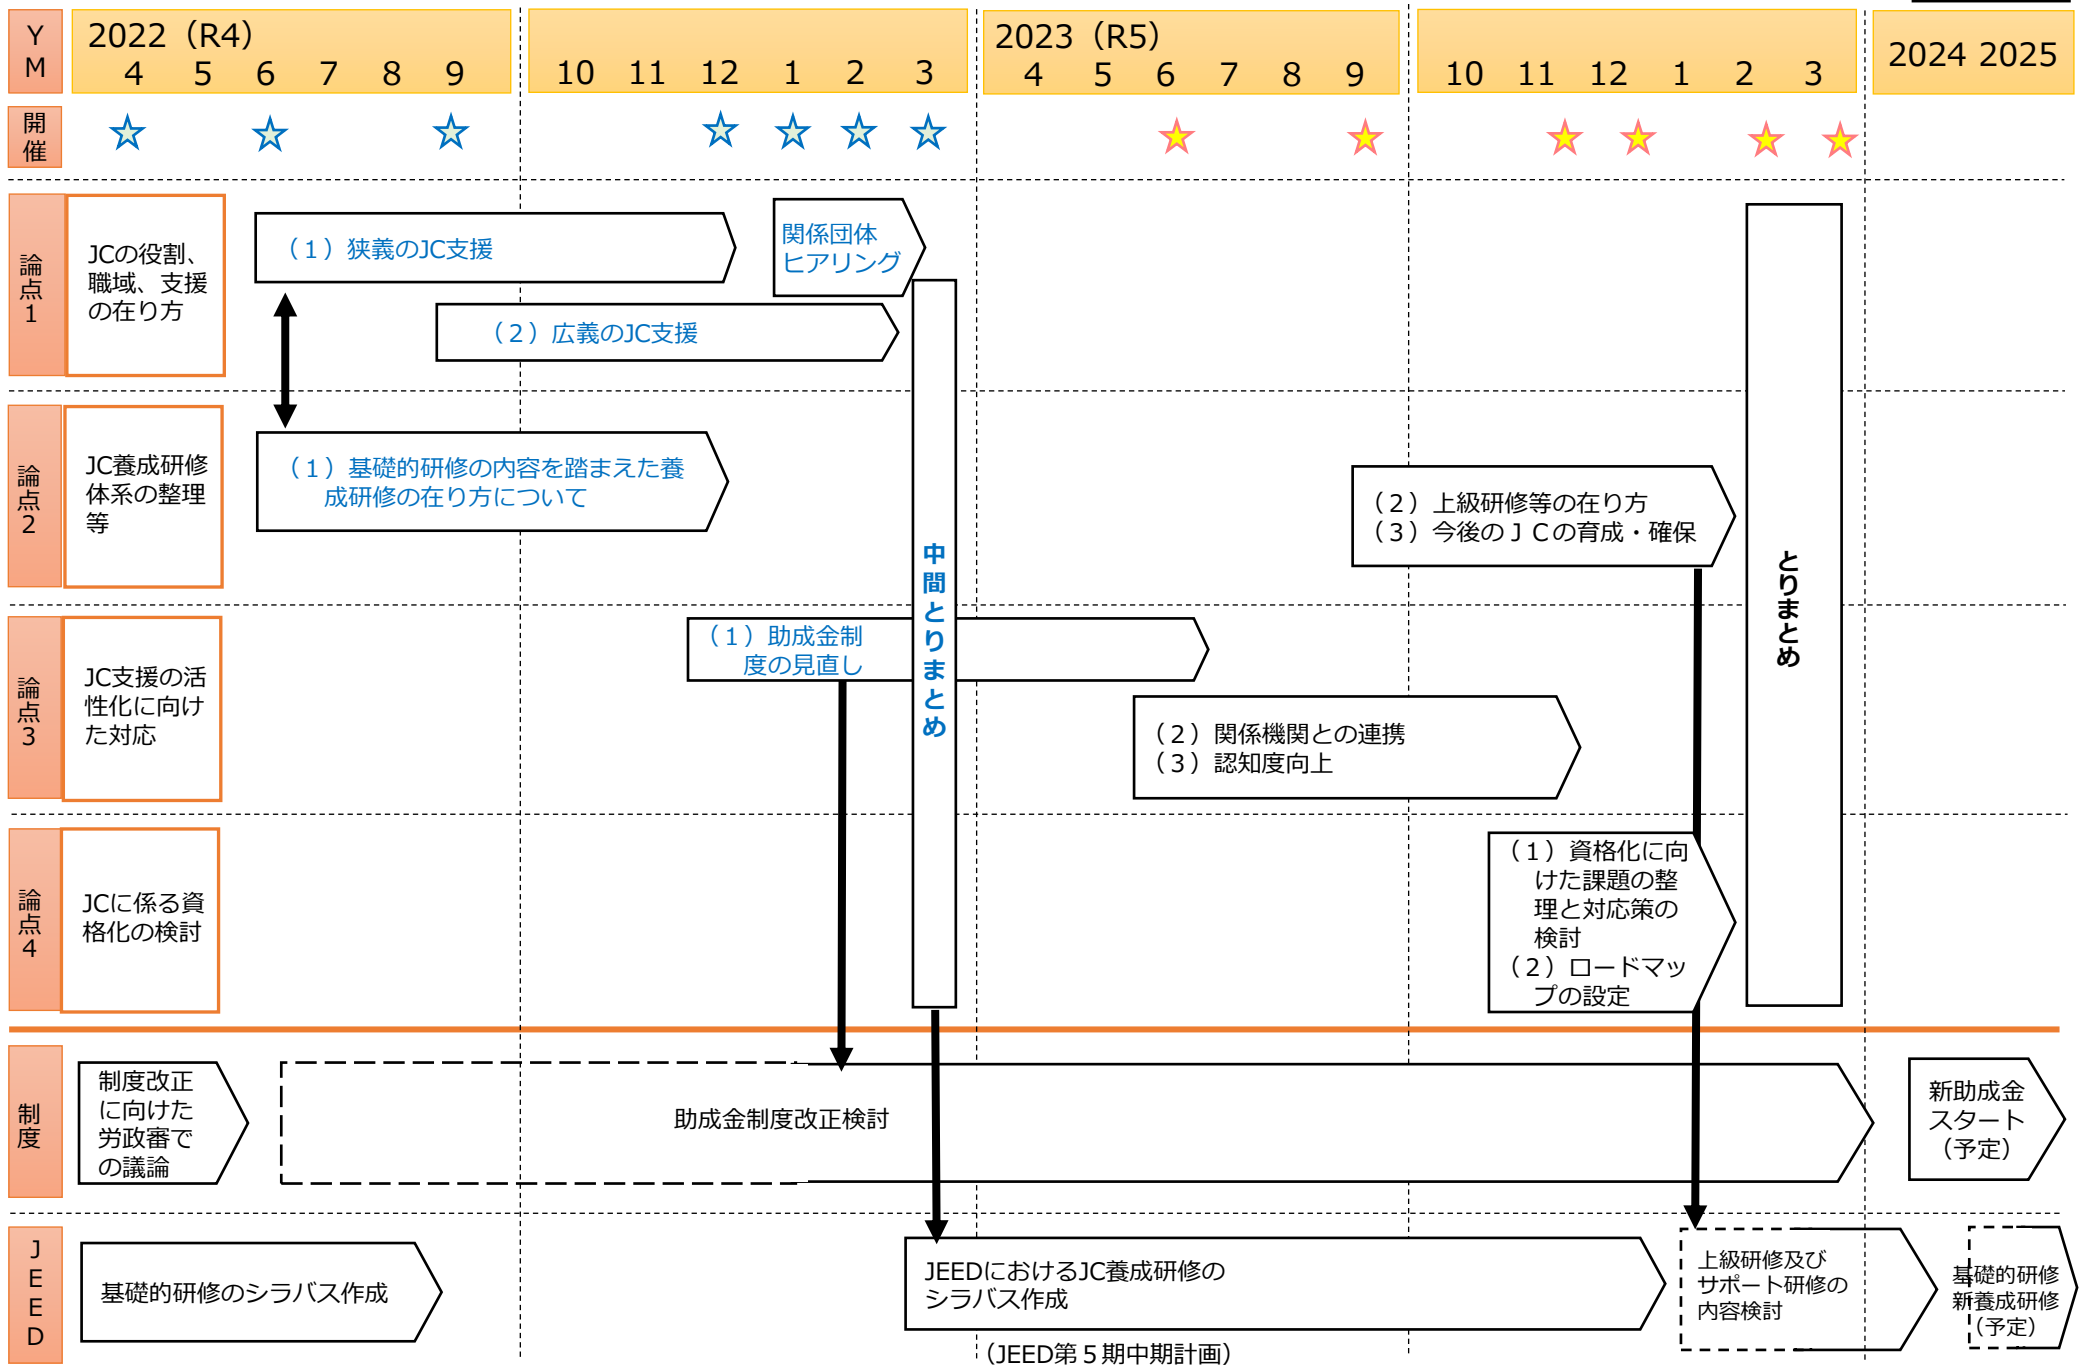 YM
2022（R4）
4 5 6 7 8 9
10 11 12 1 2 3
2023（R5）
4 5 6 7 8 9
10 11 12 1 2 3
2024 2025
開催
論点1
JCの役割、
職域、支援
の在り方
（１）狭義のJC支援
関係団体
ヒアリング
（２）広義のJC支援
論点2
JC養成研修
体系の整理
等
（１）基礎的研修の内容を踏まえた養
成研修の在り方について
（２）上級研修等の在り方
（３）今後のＪＣの育成・確保
中間とりまとめ
とりまとめ
論点3
JC支援の活
性化に向け
た対応
（１）助成金制
度の見直し
（２）関係機関との連携
（３）認知度向上
論点4
JCに係る資
格化の検討
（１）資格化に向
けた課題の整
理と対応策の
検討
（２）ロードマッ
プの設定
制度
制度改正
に向けた
労政審で
の議論
助成金制度改正検討
新助成金
スタート
（予定）
JEED
基礎的研修のシラバス作成
JEEDにおけるJC養成研修の
シラバス作成
上級研修及び
サポート研修の
内容検討
基礎的研修
新養成研修
（予定）
（JEED第５期中期計画）